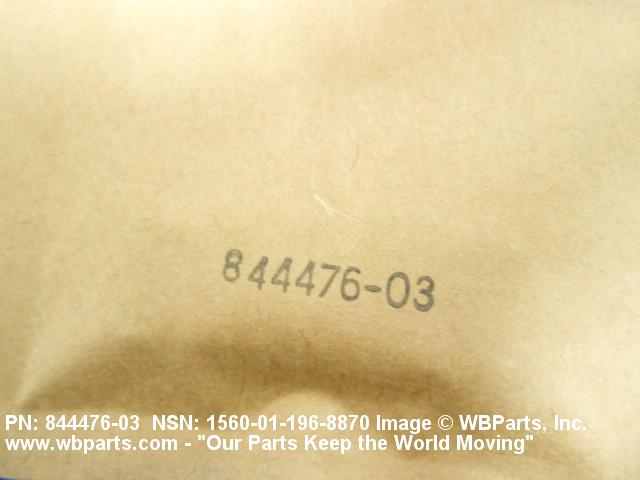 844476-03
PN: 844476-03 NSN: 1560-01-196-8870 Image © WBParts, Inc.
www.wbparts.com - "Our Parts Keep the World Moving"